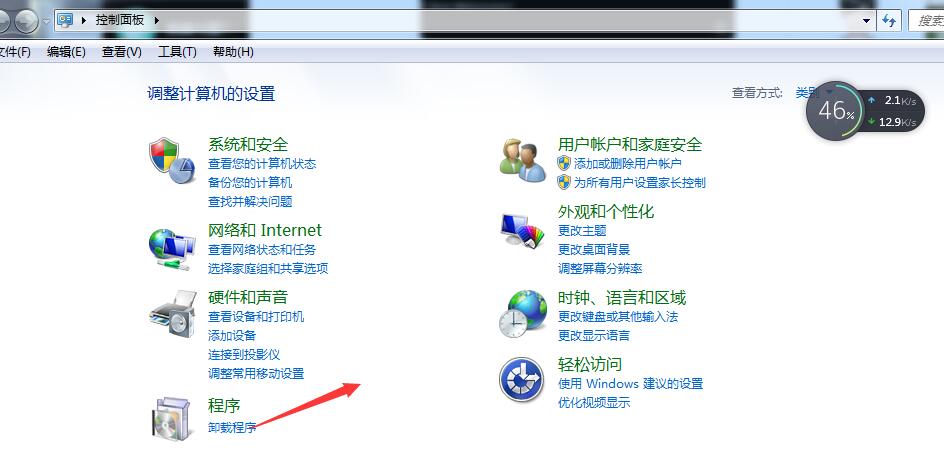 控制面板
搜索
文件(F) 编辑(E) 查看(V) 工具(T) 帮助(H)
调整计算机的设置
查看方式: 类别
46%
2.1K/s
12.9K/s
系统和安全
查看您的计算机状态
备份您的计算机
查找并解决问题
网络和 Internet
查看网络状态和任务
选择家庭组和共享选项
硬件和声音
查看设备和打印机
添加设备
连接到投影仪
调整常用移动设置
程序
卸载程序
用户帐户和家庭安全
添加或删除用户帐户
为所有用户设置家长控制
外观和个性化
更改主题
更改桌面背景
调整屏幕分辨率
时钟、语言和区域
更改键盘或其他输入法
更改显示语言
轻松访问
使用 Windows 建议的设置
优化视频显示